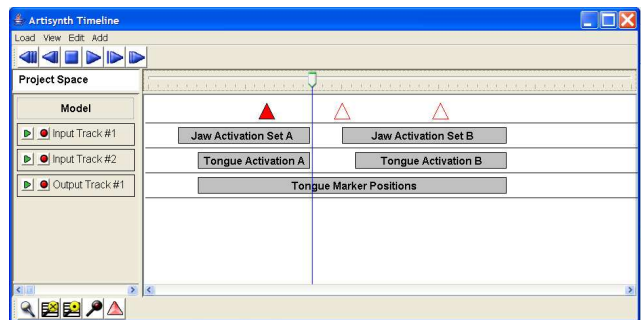 Artisynth Timeline
Load View Edit Add
Project Space
Model
Input Track #1 Jaw Activation Set A Jaw Activation Set B
Input Track #2 Tongue Activation A Tongue Activation B
Output Track #1 Tongue Marker Positions